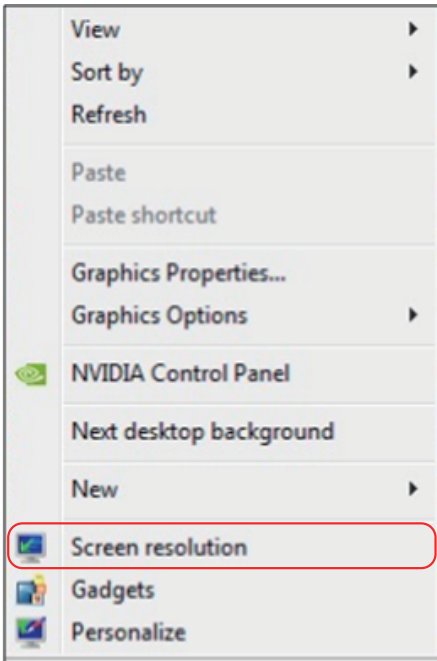 View
Sort by
Refresh
Paste
Paste shortcut
Graphics Properties...
Graphics Options
NVIDIA Control Panel
Next desktop background
New
Screen resolution
Gadgets
Personalize